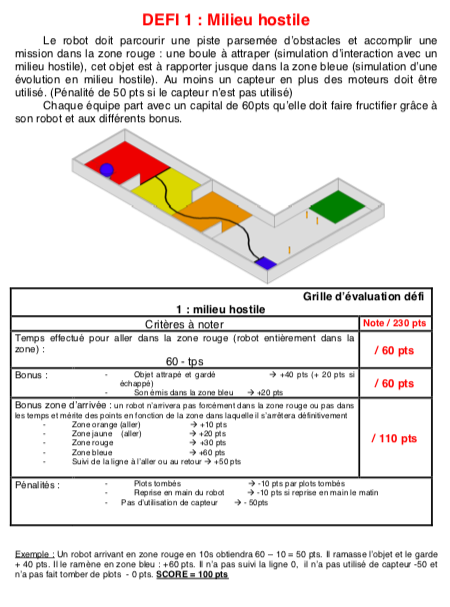 DEFI 1 : Milieu hostile
Le robot doit parcourir une piste parsemée d'obstacles et accomplir une
mission dans la zone rouge : une boule à attraper (simulation d'interaction avec un
milieu hostile), cet objet est à rapporter jusque dans la zone bleue (simulation d'une
évolution en milieu hostile). Au moins un capteur en plus des moteurs doit être
utilisé. (Pénalité de 50 pts si le capteur n'est pas utilisé)
Chaque équipe part avec un capital de 60pts qu'elle doit faire fructifier grâce à
son robot et aux différents bonus.
Grille d'évaluation défi
1 : milieu hostile
Critères à noter
Note / 230 pts
Temps effectué pour aller dans la zone rouge (robot entièrement dans la
zone) :
60 - tps
/ 60 pts
Bonus :
- Objet attrapé et gardé → +40 pts (+ 20 pts si
échappé)
- Son émis dans la zone bleu → +20 pts
/ 60 pts
Bonus zone d'arrivée : un robot n'arrivera pas forcément dans la zone rouge ou pas dans
les temps et mérite des points en fonction de la zone dans laquelle il s'arrêtera définitivement
- Zone orange (aller) → +10 pts
- Zone jaune (aller) → +20 pts
- Zone rouge → +30 pts
- Zone bleue → +60 pts
- Suivi de la ligne à l'aller ou au retour → +50 pts
/ 110 pts
Pénalités :
- Plots tombés → -10 pts par plots tombés
- Reprise en main du robot → -10 pts si reprise en main le matin
- Pas d'utilisation de capteur → - 50pts
Exemple : Un robot arrivant en zone rouge en 10s obtiendra 60 – 10 = 50 pts. Il ramasse l'objet et le garde
+ 40 pts. Il le ramène en zone bleu : +60 pts. Il n'a pas suivi la ligne 0, il n'a pas utilisé de capteur -50 et
n'a pas fait tomber de plots - 0 pts. SCORE = 100 pts